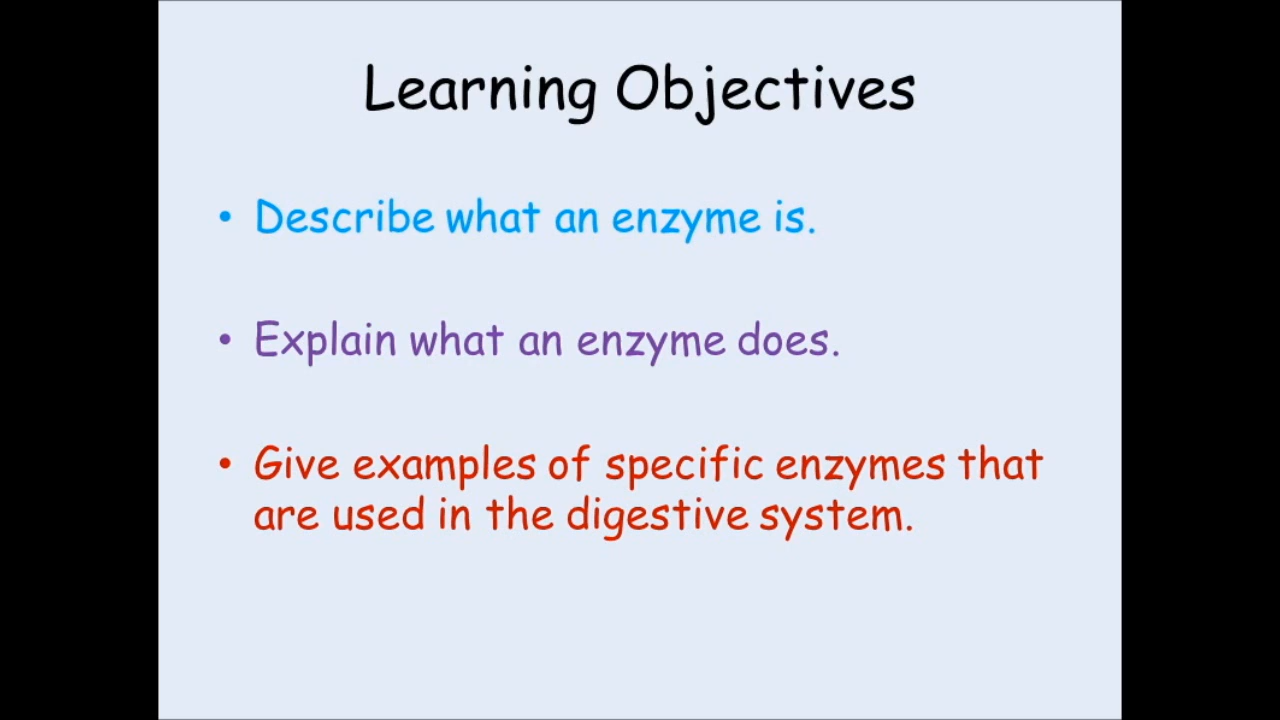 Learning Objectives
• Describe what an enzyme is.
• Explain what an enzyme does.
• Give examples of specific enzymes that
are used in the digestive system.